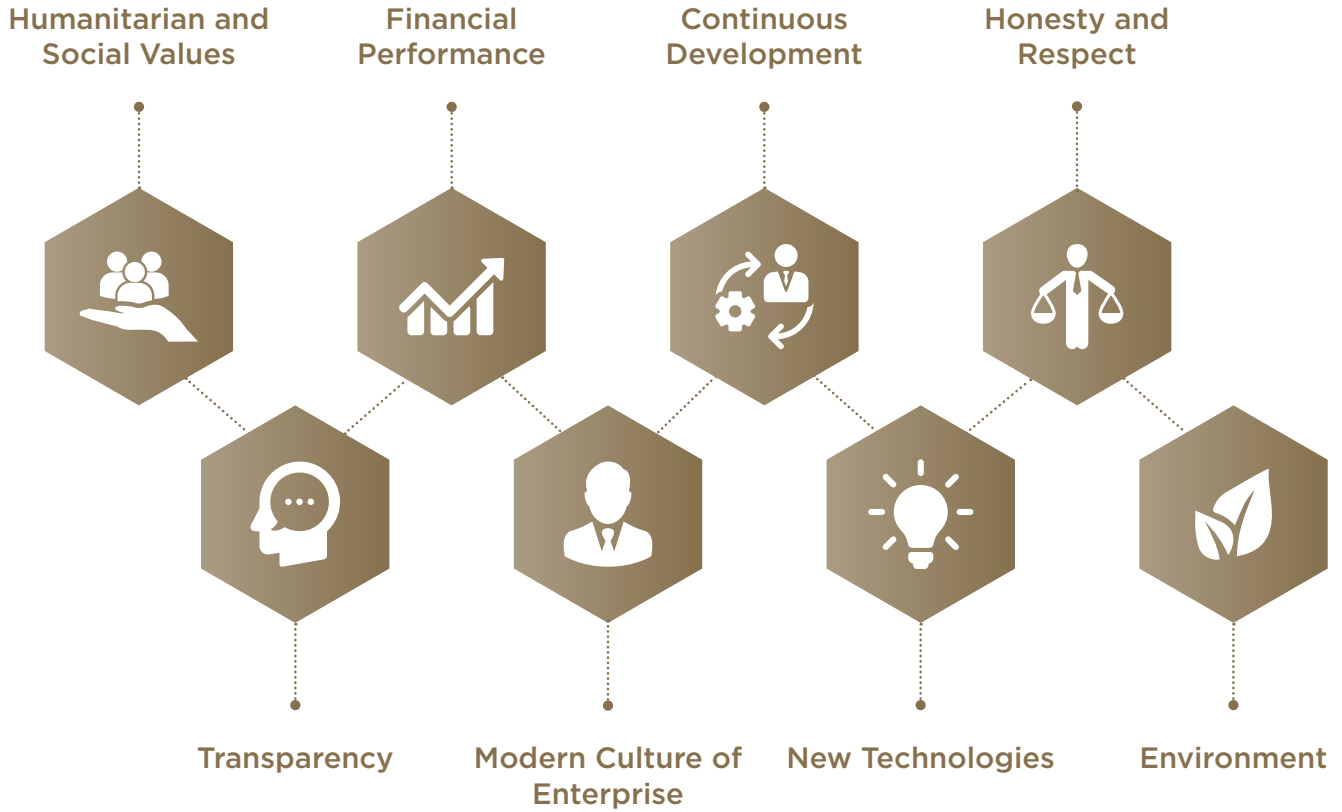 Humanitarian and
Social Values
Financial
Performance
Continuous
Development
Honesty and
Respect
Transparency
Modern Culture of
Enterprise
New Technologies
Environment